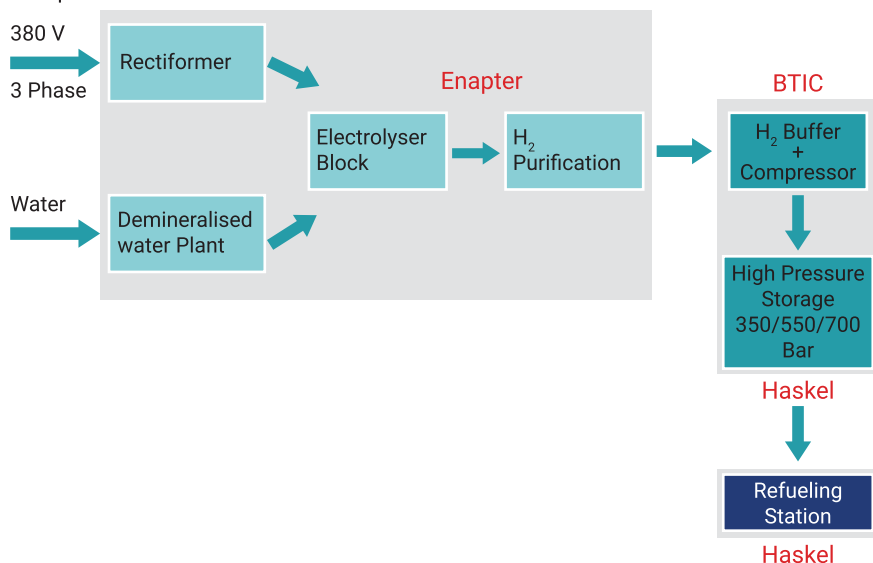 380 V
3 Phase
Rectiformer
Enapter
BTIC
Electrolyser
Block
H2
Purification
H2 Buffer
+
Compressor
Water
Demineralised
water Plant
High Pressure
Storage
350/550/700
Bar
Haskel
Refueling
Station
Haskel